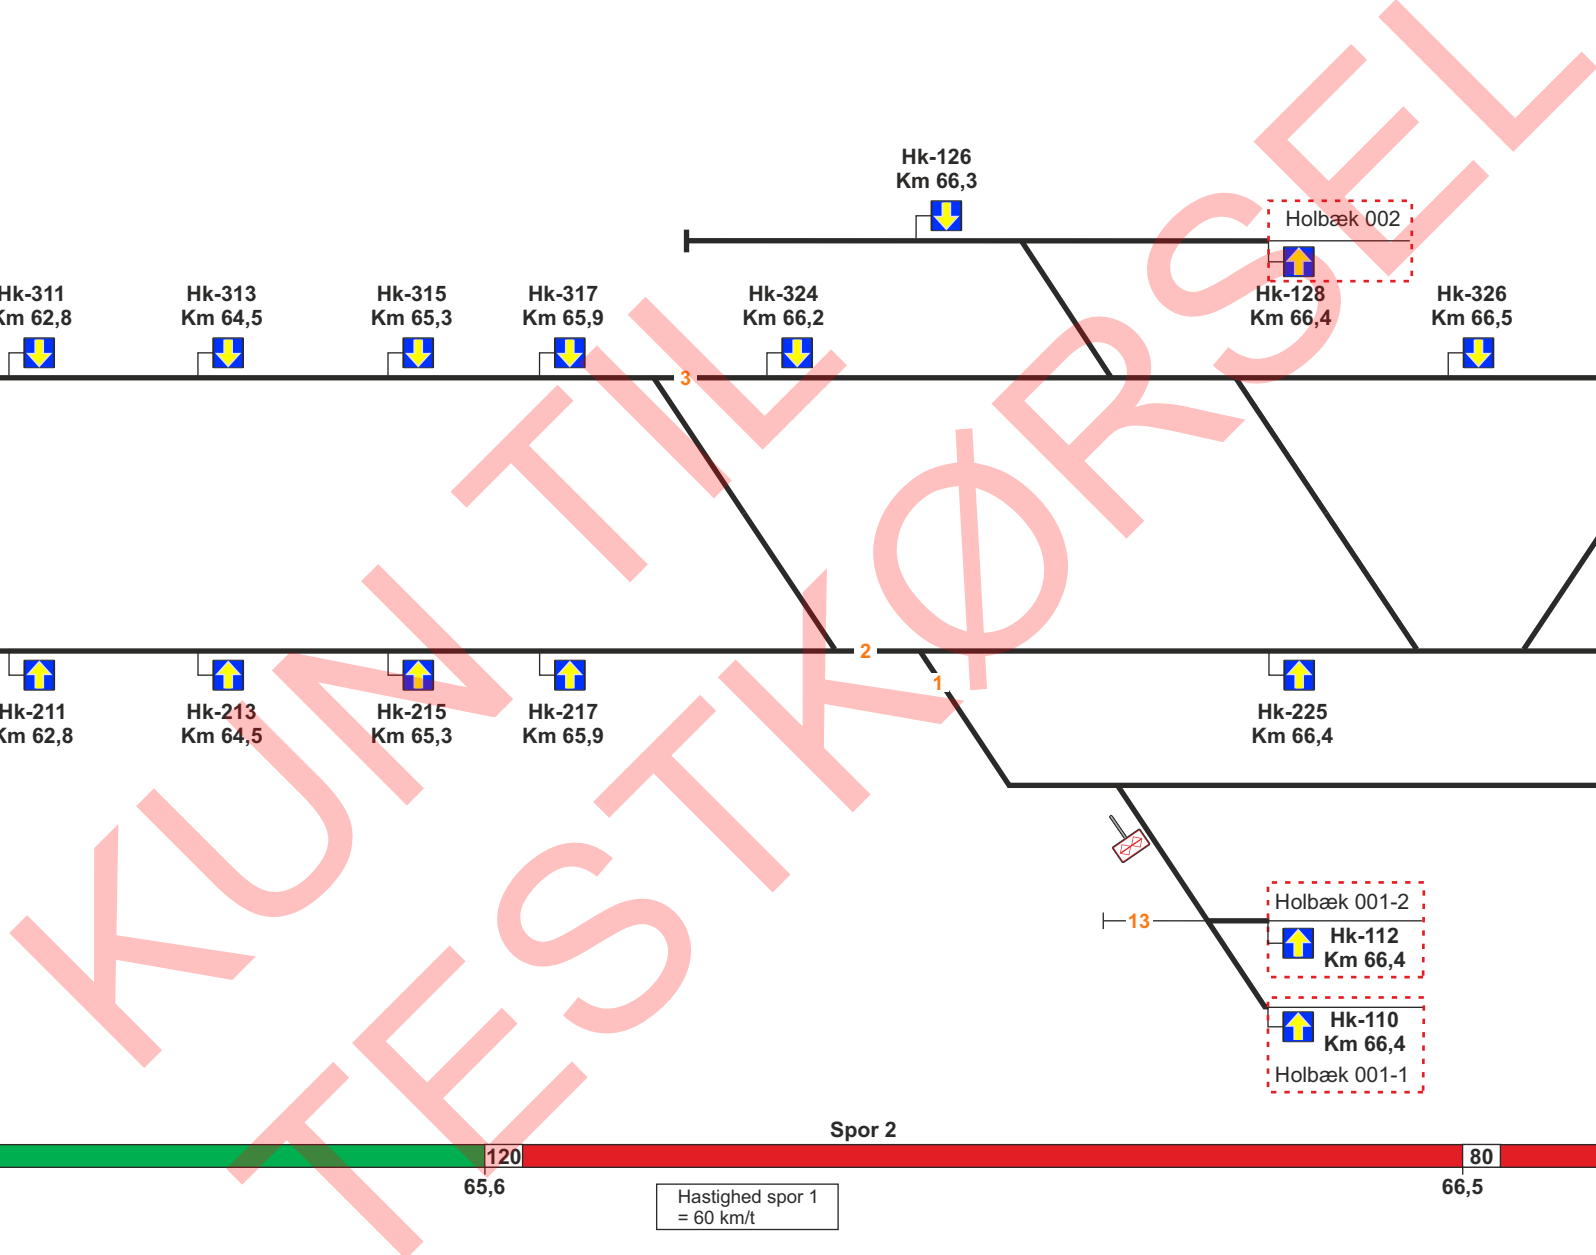 Hk-126
Km 66,3
Holbæk 002
Hk-311
Km 62,8
Hk-313
Km 64,5
Hk-315
Km 65,3
Hk-317
Km 65,9
Hk-324
Km 66,2
Hk-128
Km 66,4
Hk-326
Km 66,5
3
2
1
Hk-211
Km 62,8
Hk-213
Km 64,5
Hk-215
Km 65,3
Hk-217
Km 65,9
Hk-225
Km 66,4
13
Holbæk 001-2
Hk-112
Km 66,4
Hk-110
Km 66,4
Holbæk 001-1
Spor 2
120
80
65,6
66,5
Hastighed spor 1
= 60 km/t
KUN TIL
TESTKØRSEL